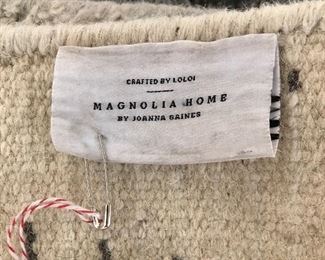 CRAFTED BY LOLOI
MAGNOLIA HOME
BY JOANNA GAINES